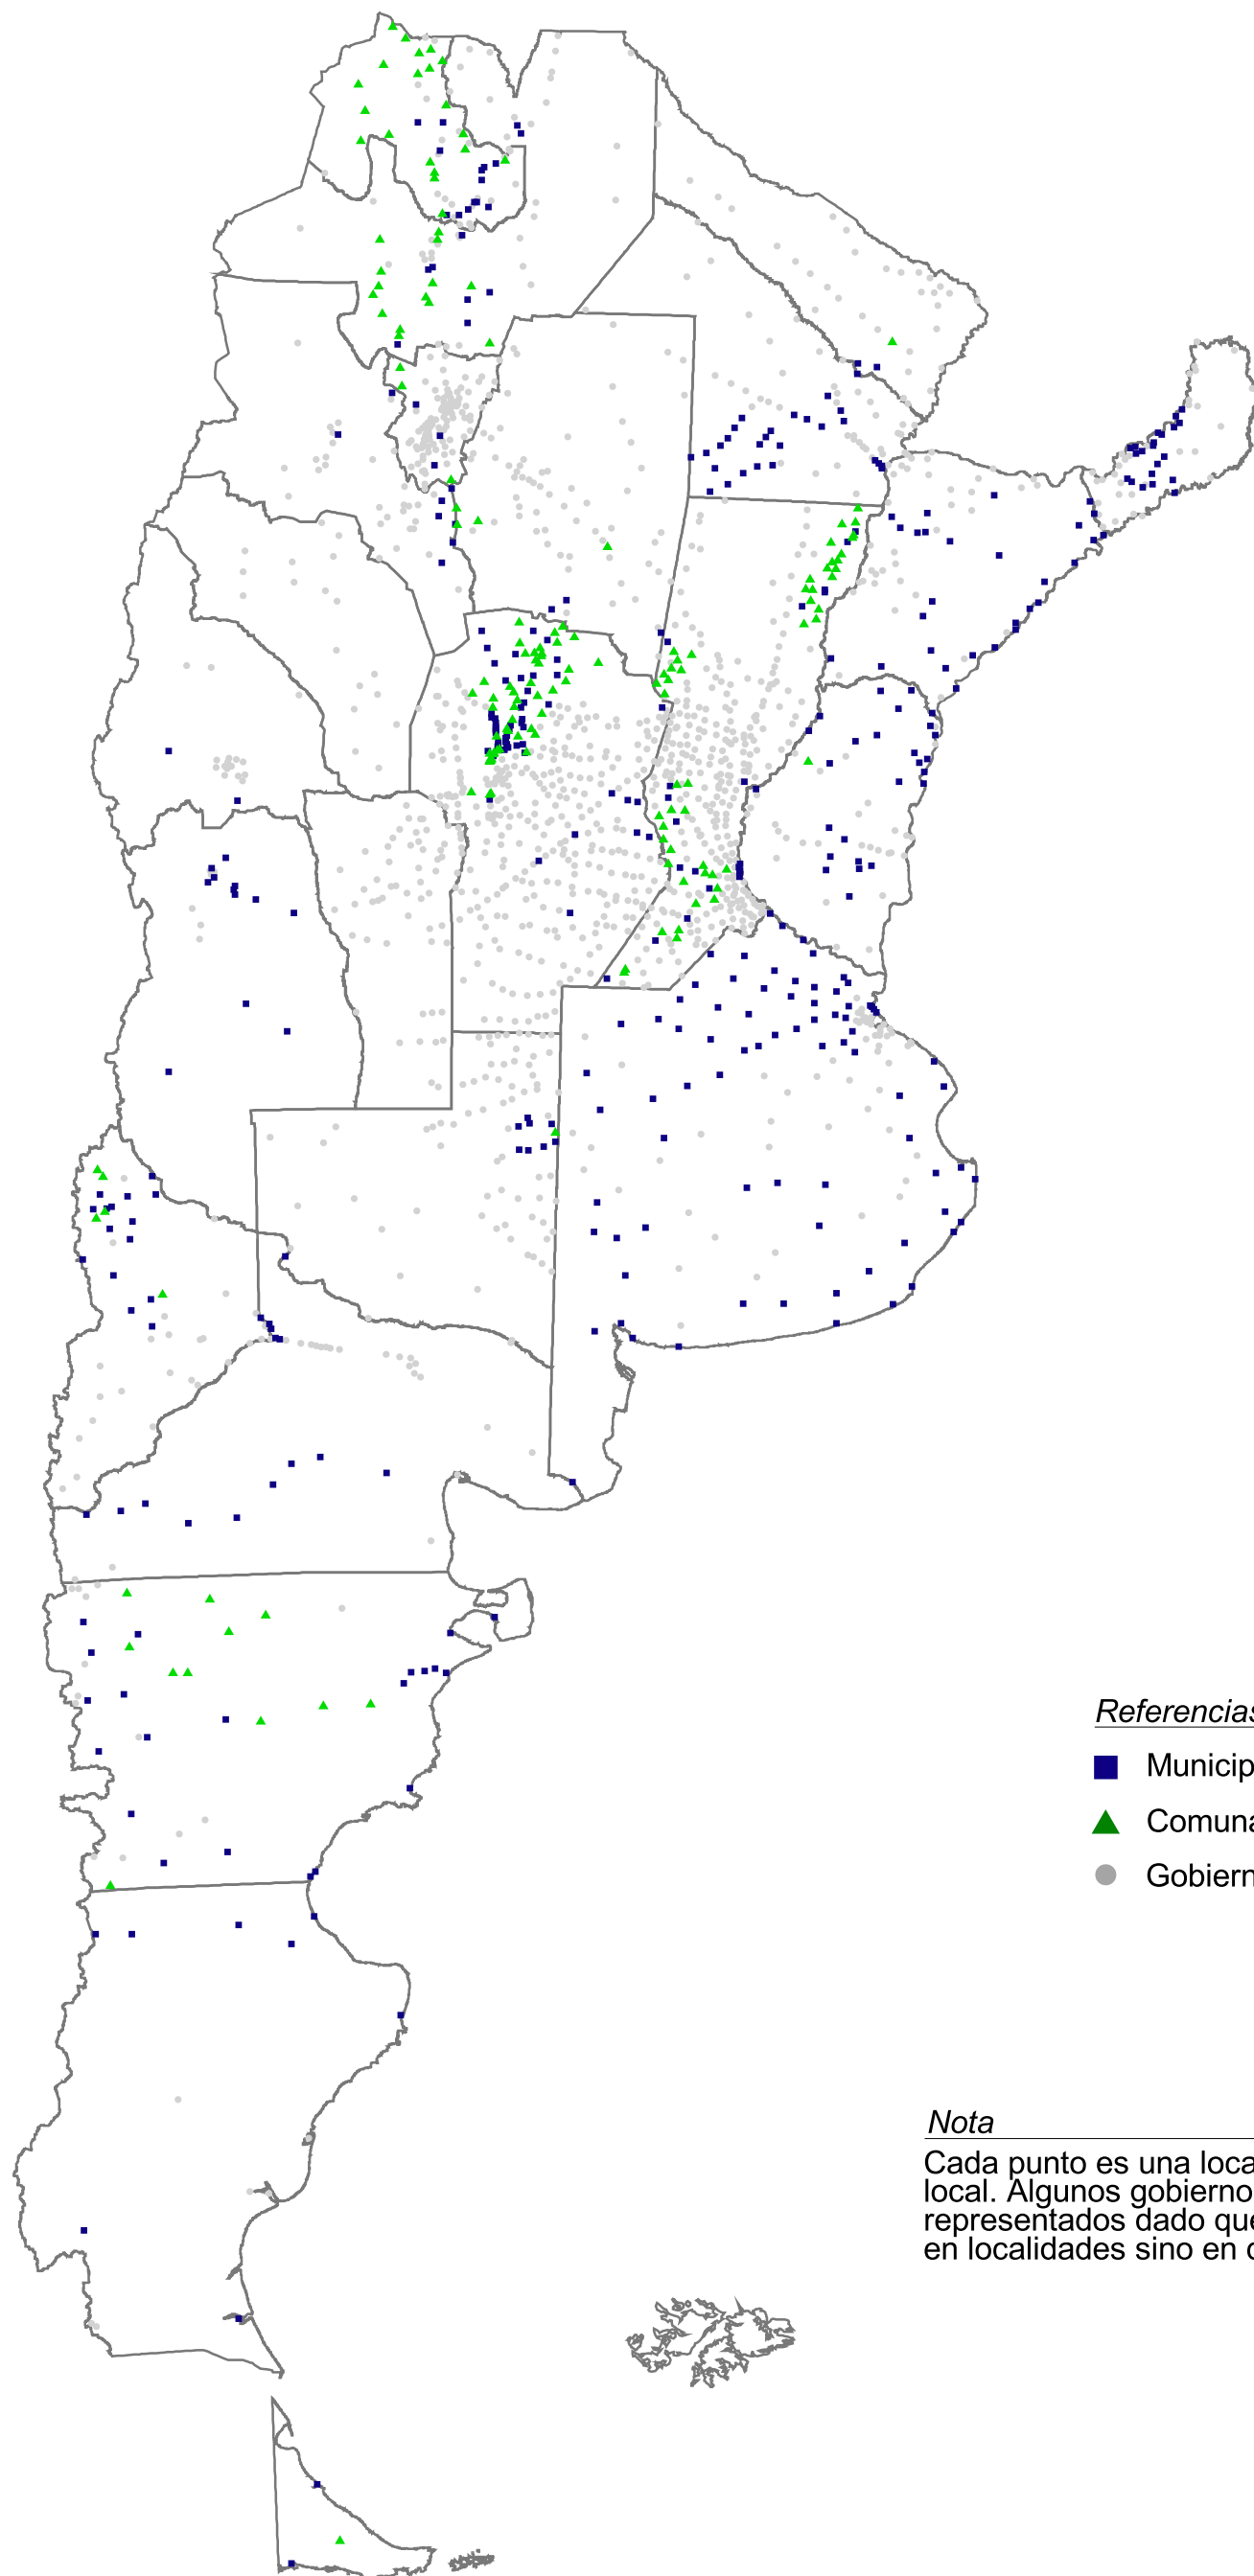 Referencias
Municip
Comuna
Gobiern
Nota
Cada punto es una loca
local. Algunos gobierno
representados dado que
en localidades sino en